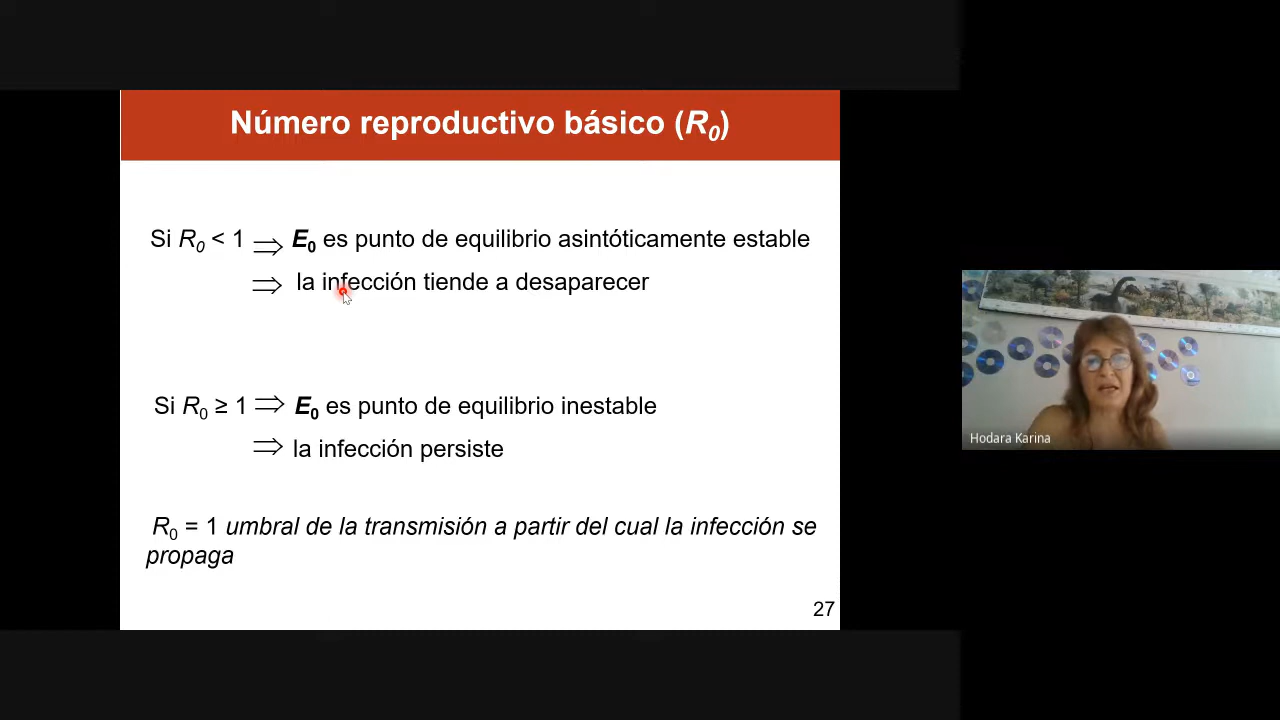 Número reproductivo básico (R0)
Si R0 < 1 ⇒ E0 es punto de equilibrio asintóticamente estable
⇒ la infección tiende a desaparecer
Si R0 ≥ 1 ⇒ E0 es punto de equilibrio inestable
⇒ la infección persiste
R0 = 1 umbral de la transmisión a partir del cual la infección se
propaga
27
Hodara Karina